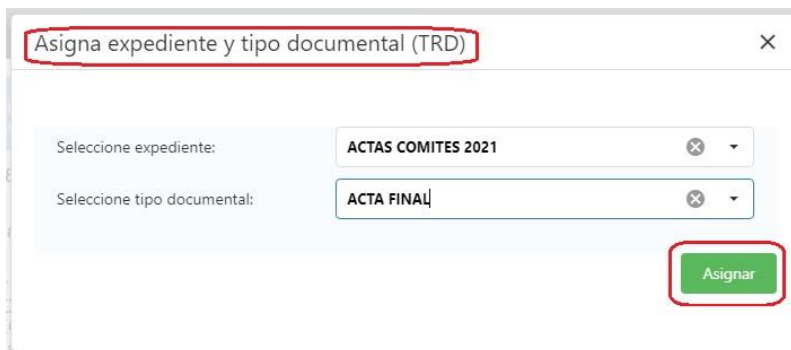 Asigna expediente y tipo documental (TRD)
Seleccione expediente: ACTAS COMITES 2021
Seleccione tipo documental: ACTA FINAL
Asignar